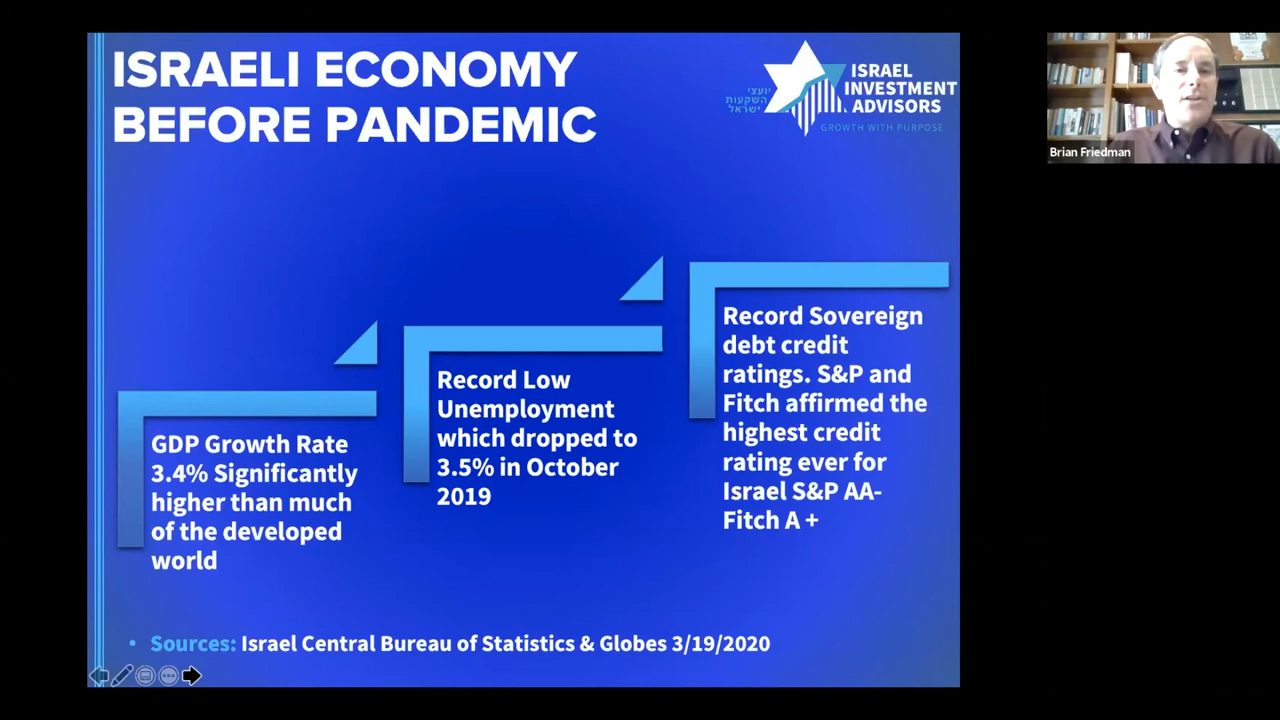 ISRAELI ECONOMY
BEFORE PANDEMIC
יועצי
השקעות
ישראל
ISRAEL
INVESTMENT
ADVISORS
GROWTH WITH PURPOSE
Brian Friedman
GDP Growth Rate
3.4% Significantly
higher than much
of the developed
world
Record Low
Unemployment
which dropped to
3.5% in October
2019
Record Sovereign
debt credit
ratings. S&P and
Fitch affirmed the
highest credit
rating ever for
Israel S&P AA-
Fitch A +
• Sources: Israel Central Bureau of Statistics & Globes 3/19/2020